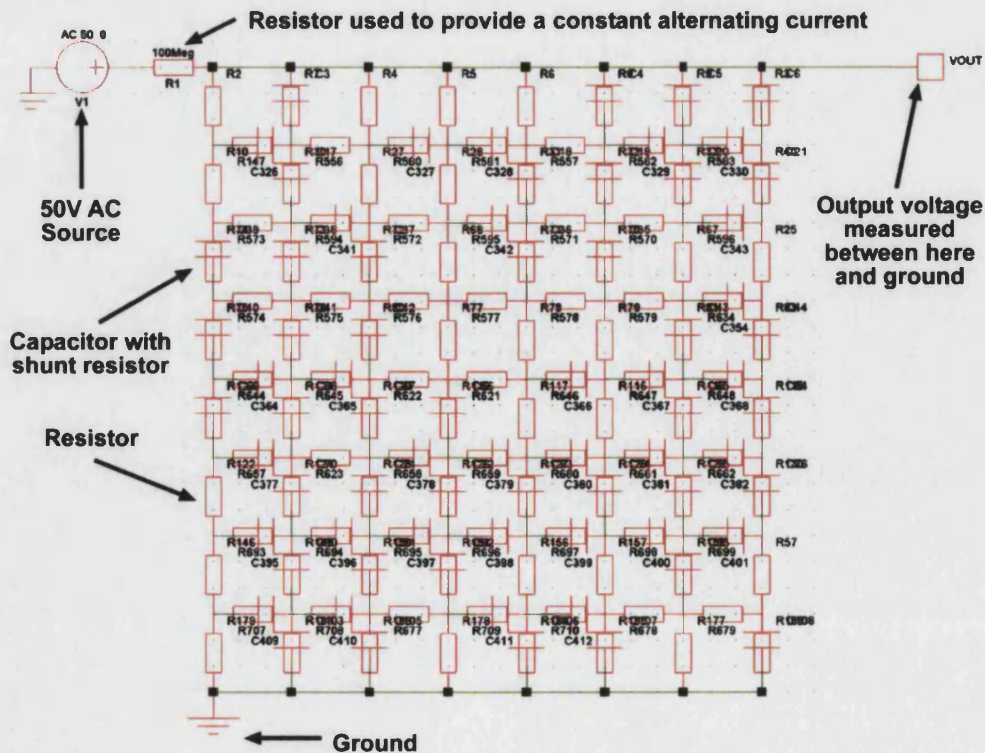 Resistor used to provide a constant alternating current
AC 50 0
100Meg
R1
V1
R2
R4
R5
R6
VOUT
R10
R147
C326
R556
R27
R560
C327
R28
R561
C328
R557
R562
C329
R563
C330
50V AC
Source
Output voltage
measured
between here
and ground
R573
R594
C341
R572
R68
R595
C342
R571
R570
R67
R596
C343
R25
Capacitor with
shunt resistor
R574
R575
R576
R77
R577
R78
R578
R79
R579
R634
C354
R644
C364
R645
C365
R622
R621
R117
R646
C366
R116
R647
C367
R648
C368
Resistor
R122
R657
C377
R623
R658
C378
R659
C379
R660
C380
R661
C381
R662
C382
R146
R693
C395
R694
C396
R695
C397
R696
C398
R156
R697
C399
R157
R698
C400
R699
C401
R57
R179
R707
C409
R708
C410
R677
R178
R709
C411
R710
C412
R678
R177
R679
Ground